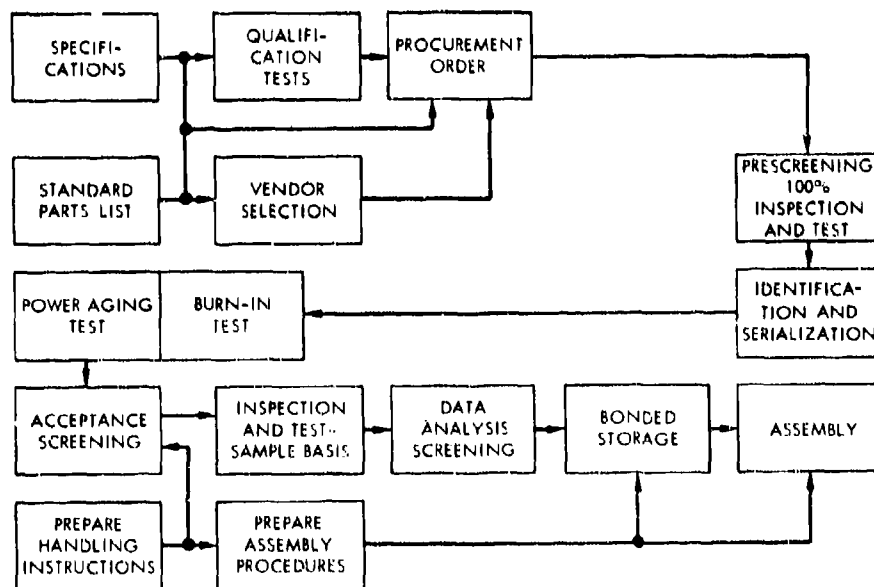 SPECIFI-
CATIONS
QUALIFI-
CATION
TESTS
PROCUREMENT
ORDER
STANDARD
PARTS LIST
VENDOR
SELECTION
PRESCREENING
100%
INSPECTION
AND TEST
POWER AGING
TEST
BURN-IN
TEST
IDENTIFICA-
TION AND
SERIALIZATION
ACCEPTANCE
SCREENING
INSPECTION
AND TEST-
SAMPLE BASIS
DATA
ANALYSIS
SCREENING
BONDED
STORAGE
ASSEMBLY
PREPARE
HANDLING
INSTRUCTIONS
PREPARE
ASSEMBLY
PROCEDURES